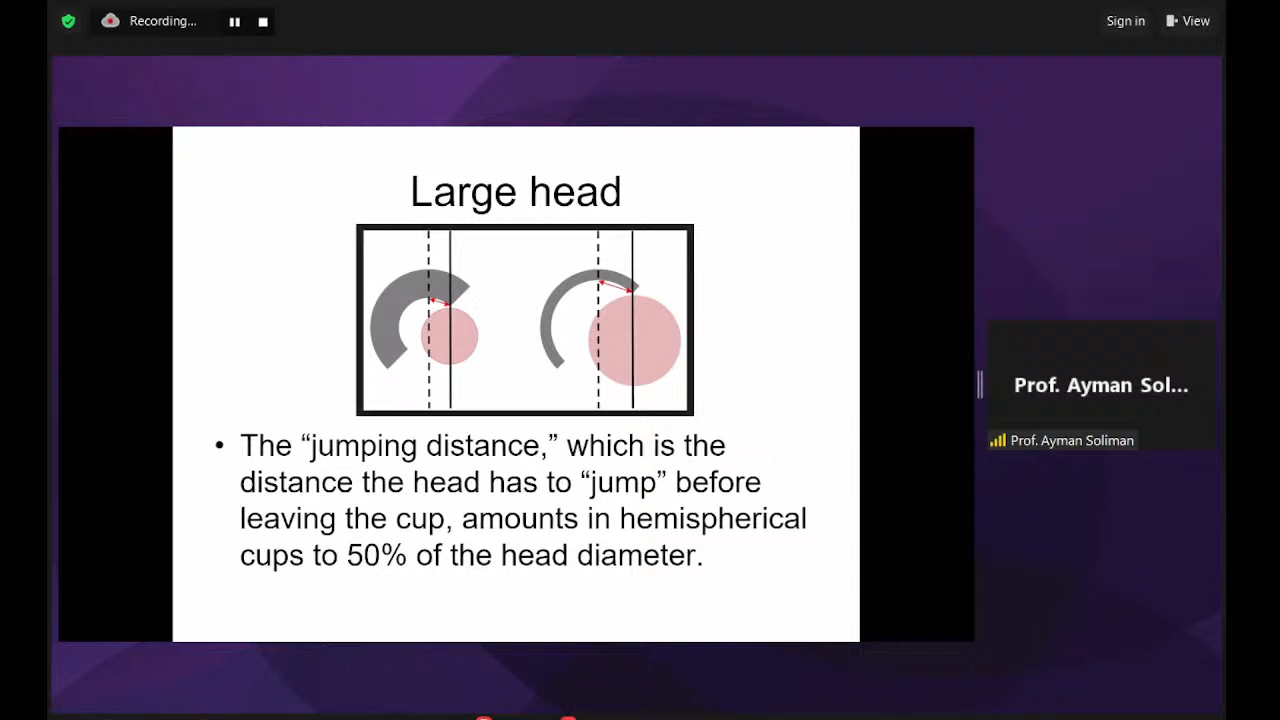 Recording...
Sign in
View
Large head
• The “jumping distance,” which is the
distance the head has to “jump” before
leaving the cup, amounts in hemispherical
cups to 50% of the head diameter.
Prof. Ayman Sol...
Prof. Ayman Soliman